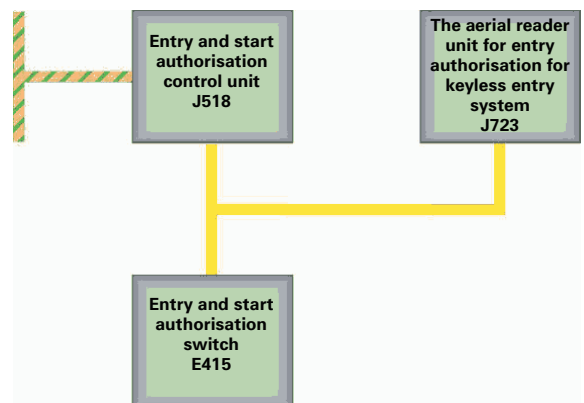 Entry and start
authorisation
control unit
J518
The aerial reader
unit for entry
authorisation for
keyless entry
system
J723
Entry and start
authorisation
switch
E415